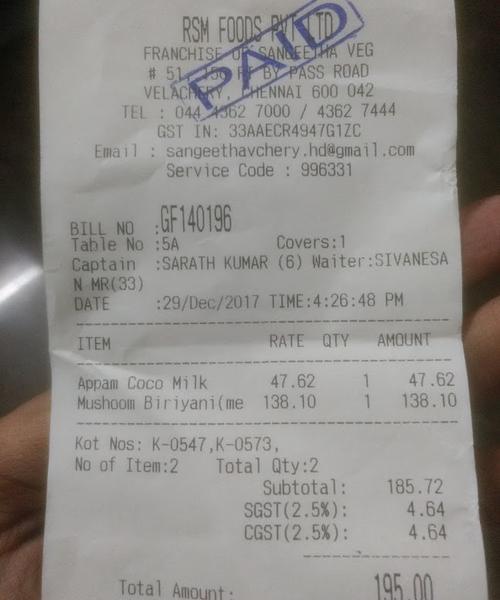 RSM FOODS PVT LTD
PAID
FRANCHISE OF SANGEETHA VEG
# 51, 150 FT BY PASS ROAD
VELACHERY, CHENNAI 600 042
TEL : 044 4362 7000 / 4362 7444
GST IN: 33AAECR4947G1ZC
Email : sangeethavchery.hd@gmail.com
Service Code : 996331
BILL NO :GF140196
Table No :5A Covers:1
Captain :SARATH KUMAR (6) Waiter:SIVANESA
N MR(33)
DATE :29/Dec/2017 TIME:4:26:48 PM
ITEM RATE QTY AMOUNT
Appam Coco Milk 47.62 1 47.62
Mushoom Biriyani(me 138.10 1 138.10
Kot Nos: K-0547,K-0573,
No of Item:2 Total Qty:2
Subtotal: 185.72
SGST(2.5%): 4.64
CGST(2.5%): 4.64
Total Amount: 195.00